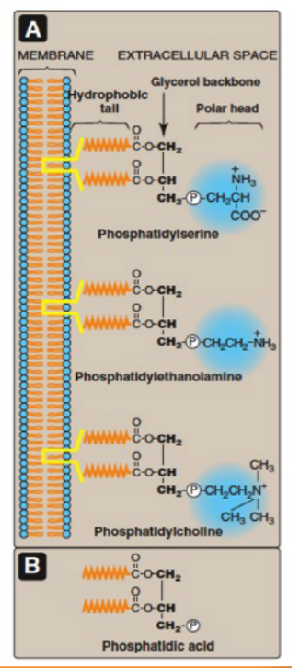 A
MEMBRANE EXTRACELLULAR SPACE
Glycerol backbone
Hydrophobic
tail
Polar head
O
C-O-CH₂
O
C-O-CH
CH₂-P-CH₂CH
+
NH₃
COO⁻
Phosphatidylserine
O
C-O-CH₂
O
C-O-CH
CH₂-P-CH₂CH₂-NH₃
+
Phosphatidylethanolamine
O
C-O-CH₂
O
C-O-CH
CH₂-P-CH₂CH₂N⁺
CH₃
CH₃ CH₃
Phosphatidylcholine
B
O
C-O-CH₂
O
C-O-CH
CH₂-P
Phosphatidic acid